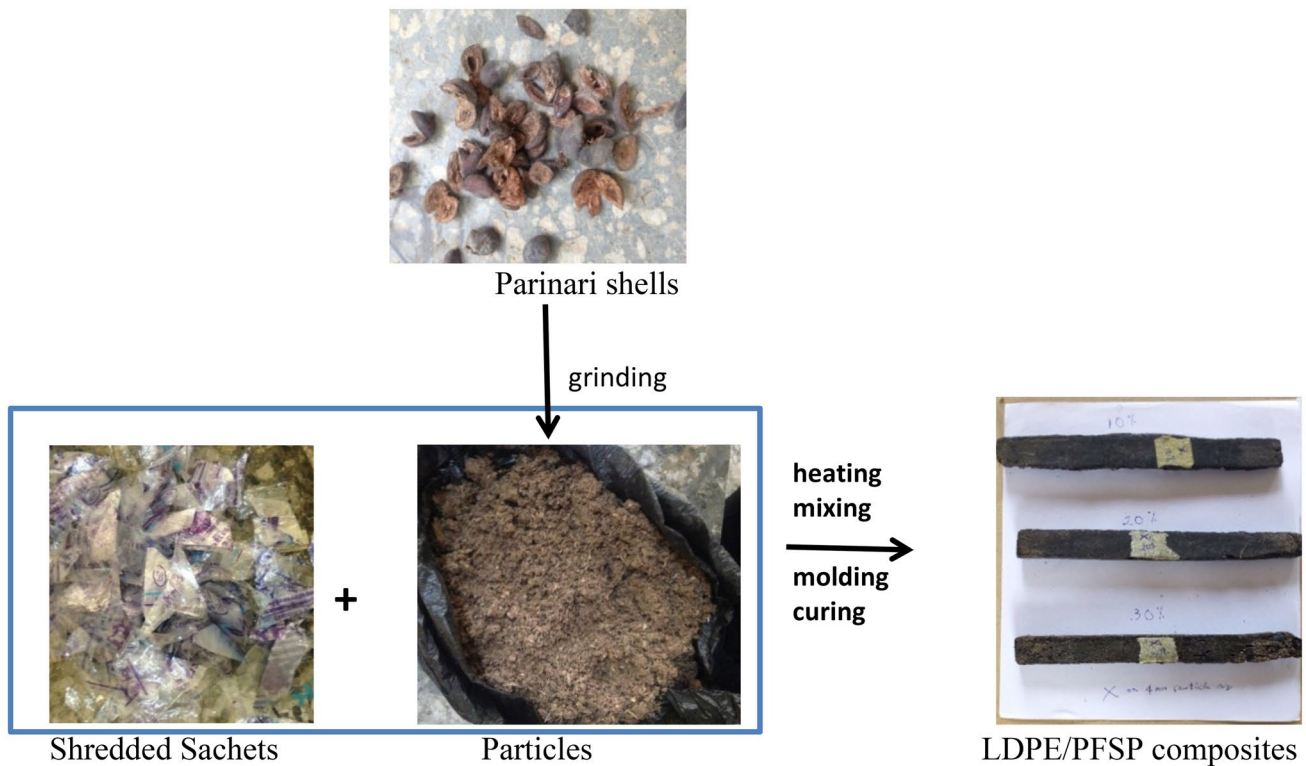 Parinari shells
grinding
heating
mixing
molding
curing
+
Shredded Sachets
Particles
10%
20%
30%
LDPE/PFSP composites